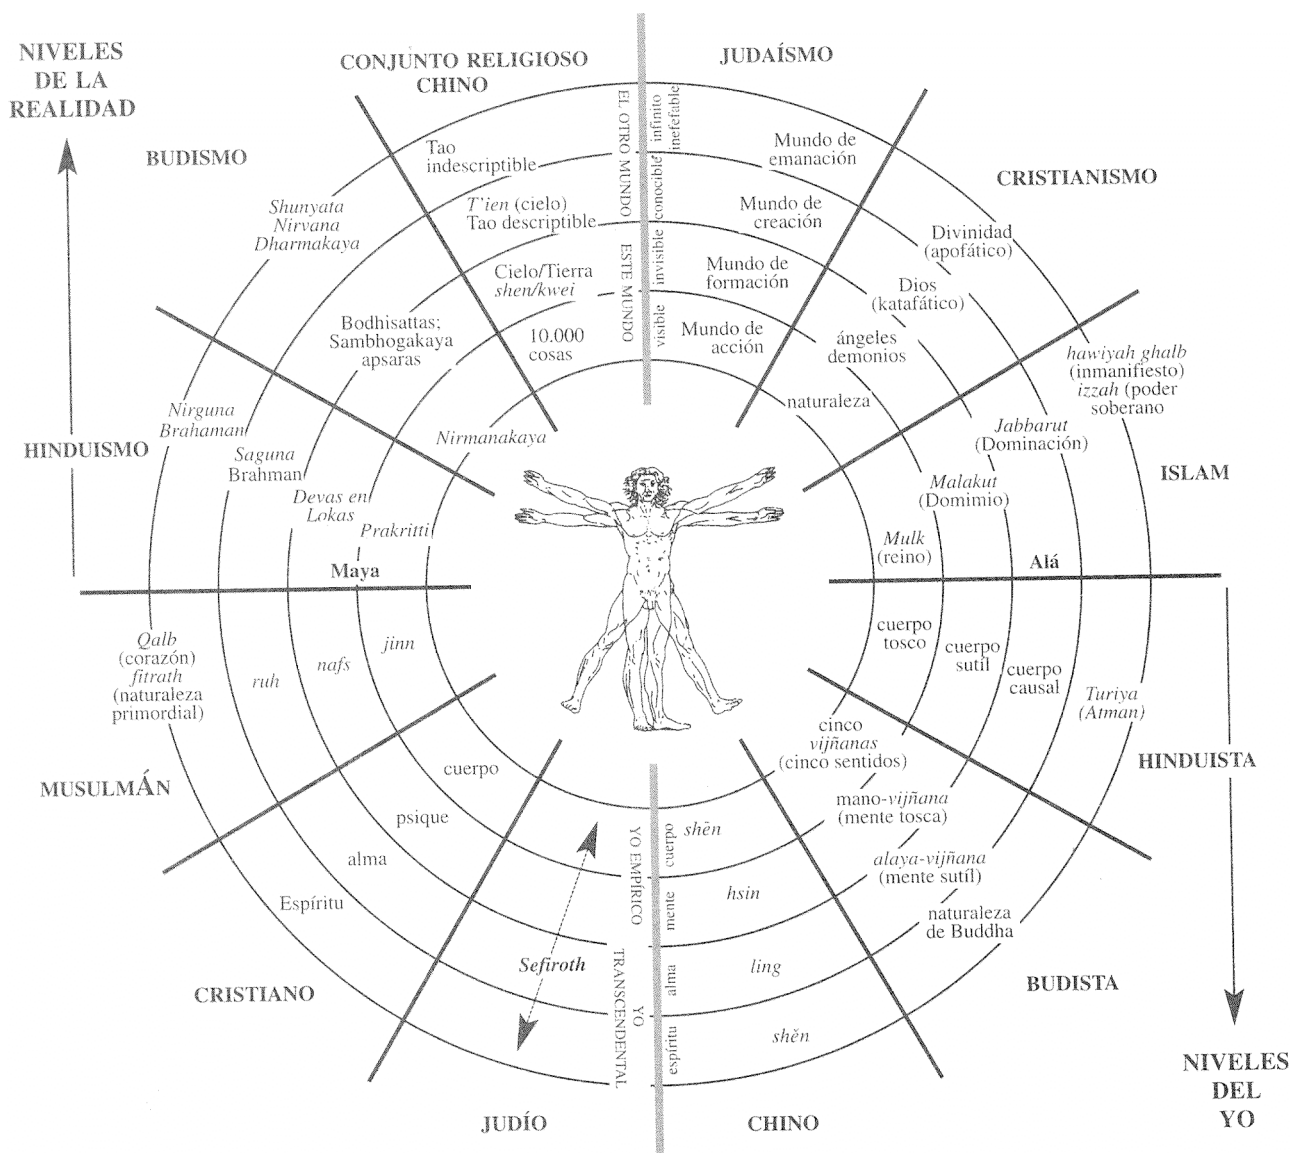 NIVELES
DE LA
REALIDAD
CONJUNTO RELIGIOSO
CHINO
JUDAÍSMO
BUDISMO
CRISTIANISMO
HINDUISMO
ISLAM
EL OTRO MUNDO
ESTE MUNDO
infinito
inefefable
conocible
invisible
visible
Tao
indescriptible
T'ien (cielo)
Tao descriptible
Cielo/Tierra
shen/kwei
10.000
cosas
Mundo de
emanación
Mundo de
creación
Mundo de
formación
Mundo de
acción
Shunyata
Nirvana
Dharmakaya
Bodhisattas;
Sambhogakaya
apsaras
Nirmanakaya
Divinidad
(apofático)
Dios
(katafático)
ángeles
demonios
naturaleza
Nirguna
Brahaman
Saguna
Brahman
Devas en
Lokas
Prakritti
Maya
hawiyah ghalb
(inmanifiesto)
izzah (poder
soberano
Jabbarut
(Dominación)
Malakut
(Domimio)
Mulk
(reino)
Alá
Qalb
(corazón)
fitrath
(naturaleza
primordial)
ruh
nafs
jinn
cuerpo
tosco
cuerpo
sutíl
cuerpo
causal
Turiya
(Atman)
MUSULMÁN
HINDUISTA
cuerpo
psique
alma
Espíritu
cinco
vijñanas
(cinco sentidos)
mano-vijñana
(mente tosca)
alaya-vijñana
(mente sutíl)
naturaleza
de Buddha
YO EMPÍRICO
YO
TRANSCENDENTAL
cuerpo
mente
alma
espíritu
shēn
hsin
ling
shěn
Sefiroth
CRISTIANO
BUDISTA
JUDÍO
CHINO
NIVELES
DEL
YO